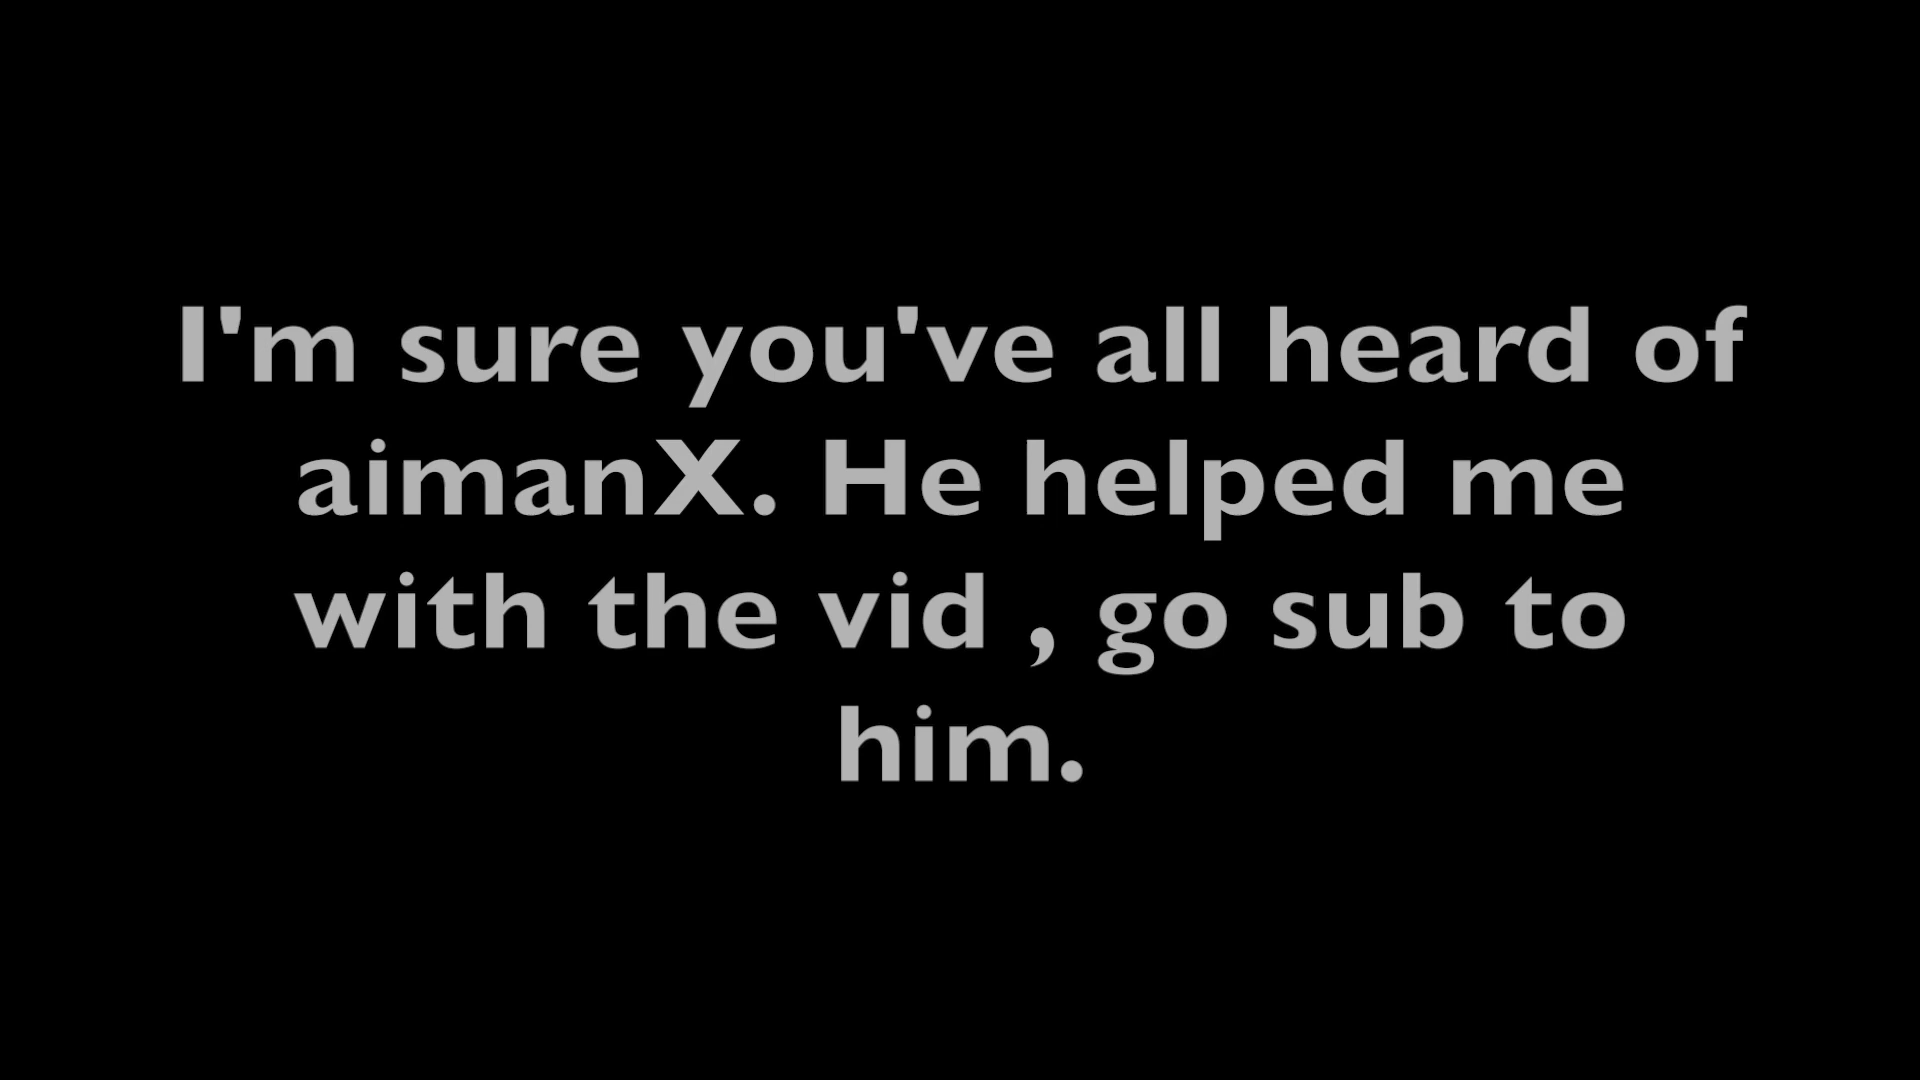 I'm sure you've all heard of
aimanX. He helped me
with the vid , go sub to
him.